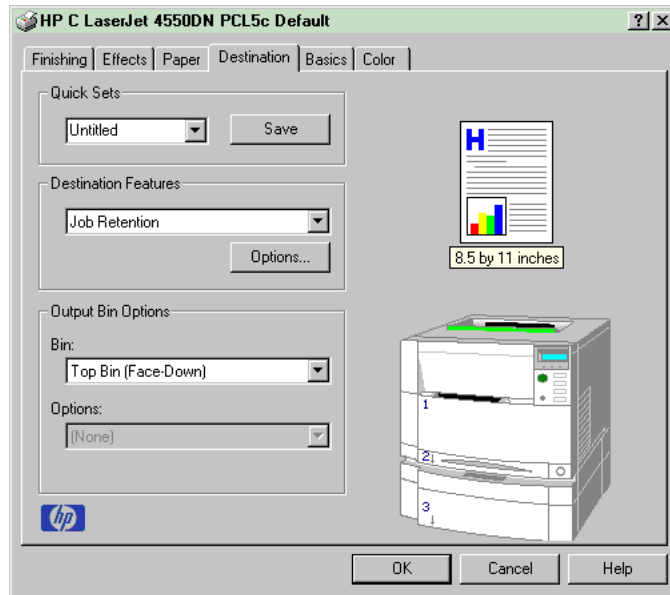 HP C LaserJet 4550DN PCL5c Default
? X
Finishing Effects Paper Destination Basics Color
Quick Sets
Untitled
Save
Destination Features
Job Retention
Options...
Output Bin Options
Bin:
Top Bin (Face-Down)
Options:
(None)
hp
H
8.5 by 11 inches
1
2
3
OK Cancel Help